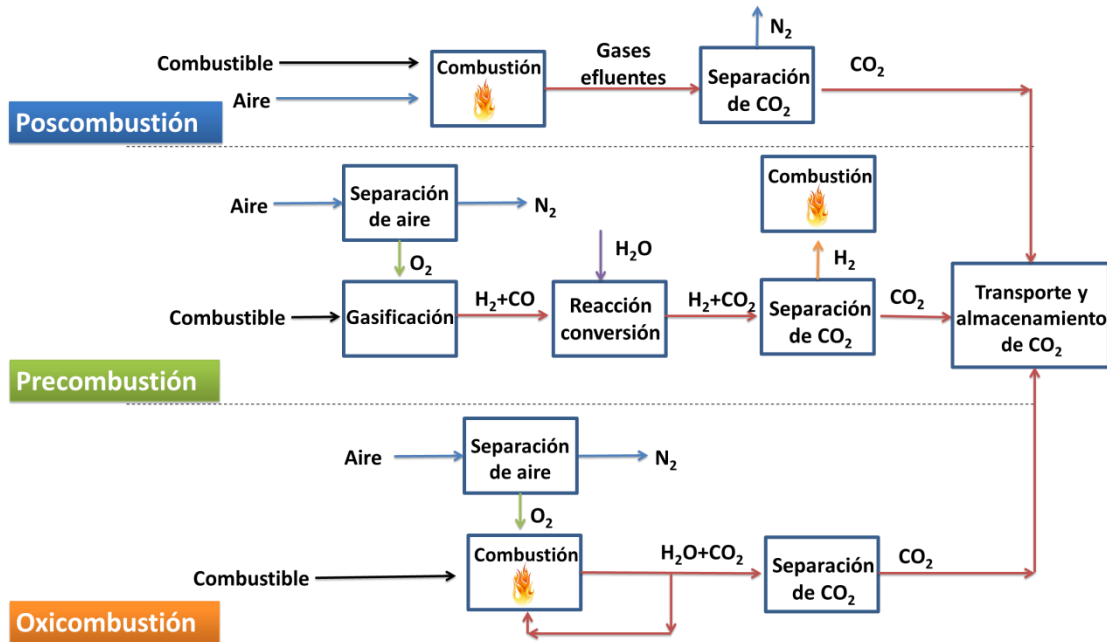 N₂
Combustible
Combustión
Gases
efluentes
Separación
de CO₂
CO₂
Aire
Poscombustión
Aire
Separación
de aire
N₂
Combustión
O₂
H₂O
H₂
Combustible
Gasificación
H₂+CO
Reacción
conversión
H₂+CO₂
Separación
de CO₂
CO₂
Transporte y
almacenamiento
de CO₂
Precombustión
Aire
Separación
de aire
N₂
O₂
Combustible
Combustión
H₂O+CO₂
Separación
de CO₂
CO₂
Oxicombustión